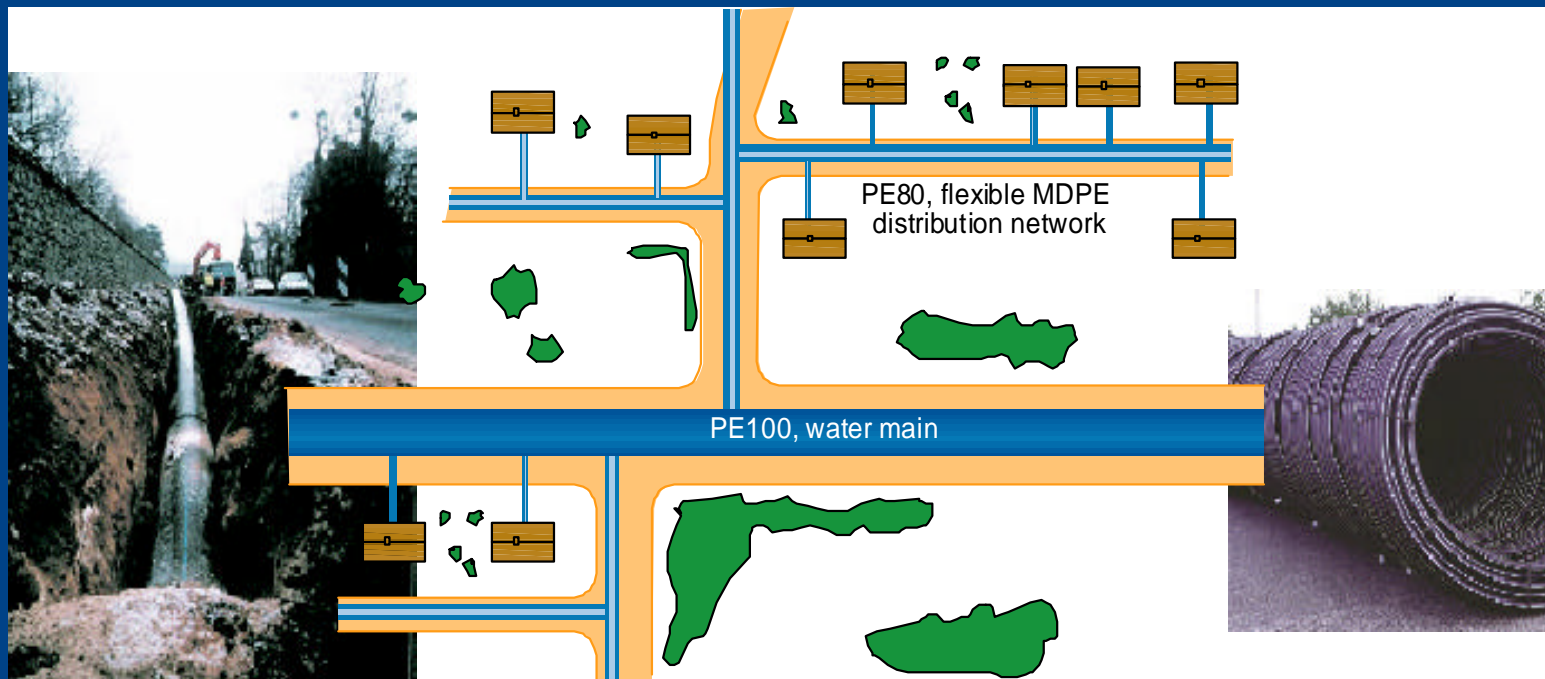 PE80, flexible MDPE
distribution network
PE100, water main